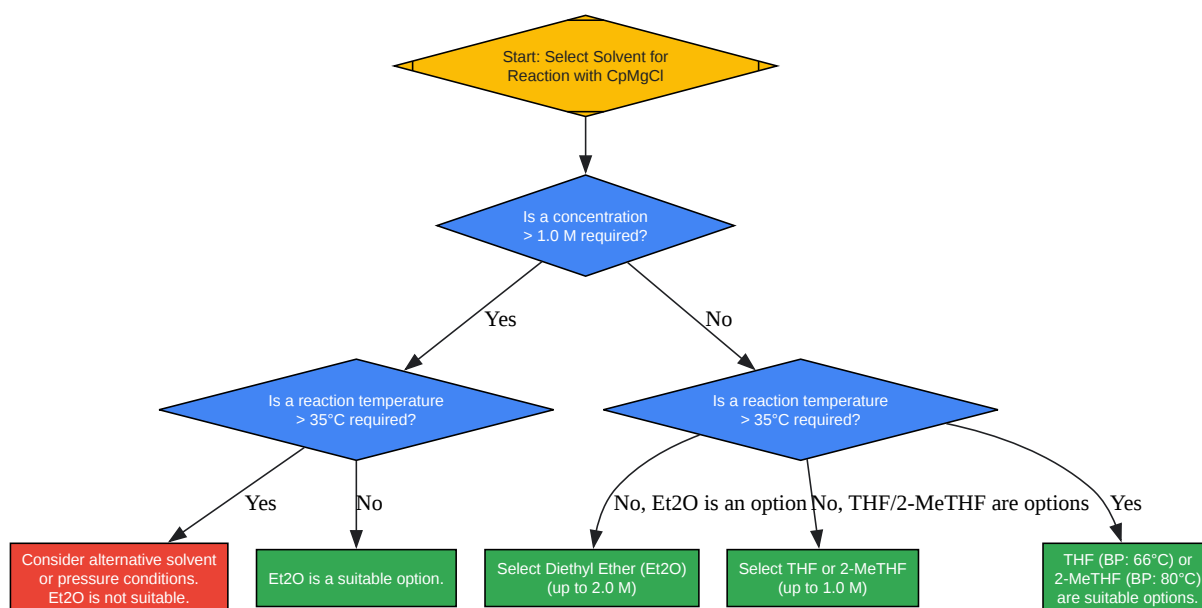 Start: Select Solvent for
Reaction with CpMgCl
Is a concentration
> 1.0 M required?
Yes
No
Is a reaction temperature
> 35°C required?
Is a reaction temperature
> 35°C required?
Yes
No
No, Et2O is an option
No, THF/2-MeTHF are options
Yes
Consider alternative solvent
or pressure conditions.
Et2O is not suitable.
Et2O is a suitable option.
Select Diethyl Ether (Et2O)
(up to 2.0 M)
Select THF or 2-MeTHF
(up to 1.0 M)
THF (BP: 66°C) or
2-MeTHF (BP: 80°C)
are suitable options.